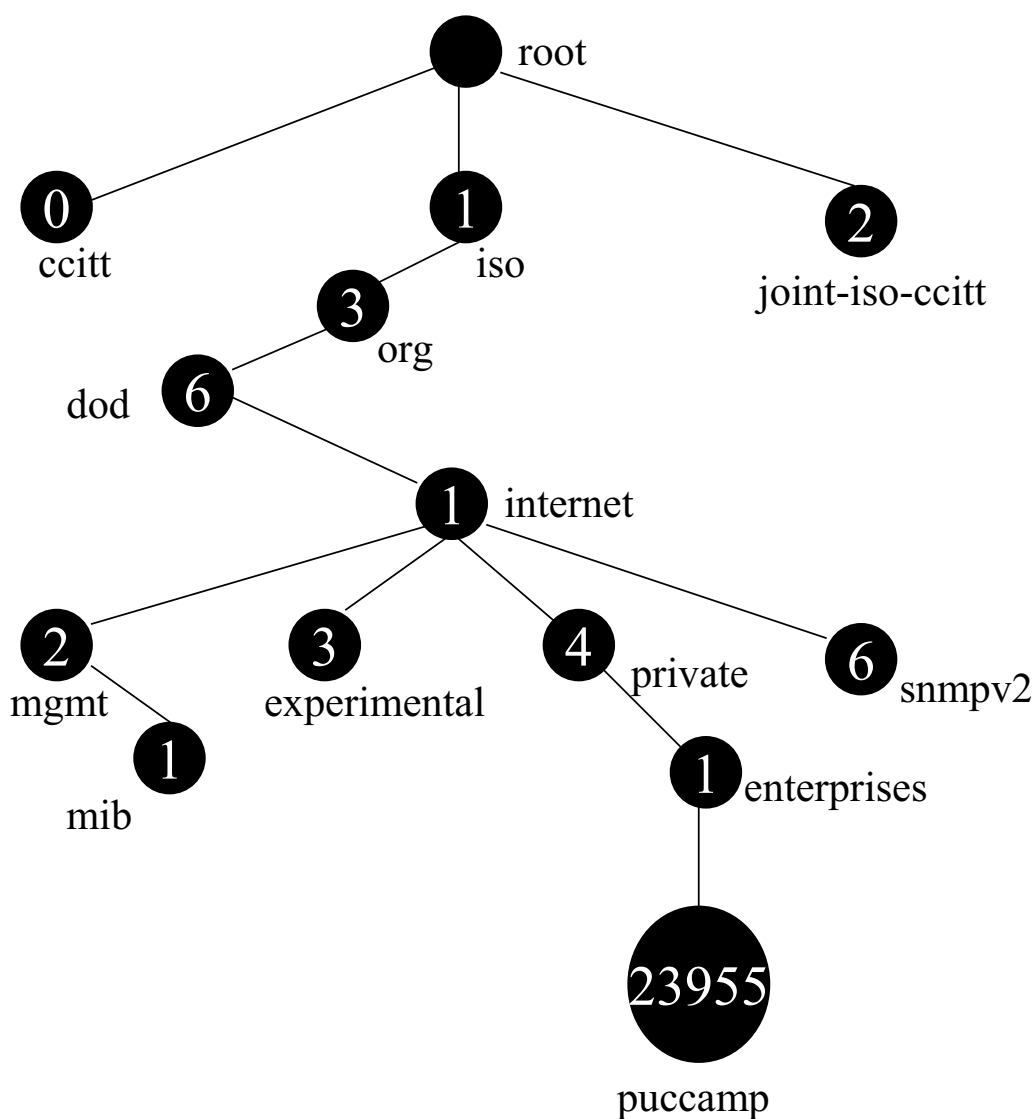 root
0
1
2
ccitt
iso
joint-iso-ccitt
3
org
6
dod
1
internet
2
3
4
6
mgmt
experimental
private
snmpv2
1
mib
1
enterprises
23955
puccamp